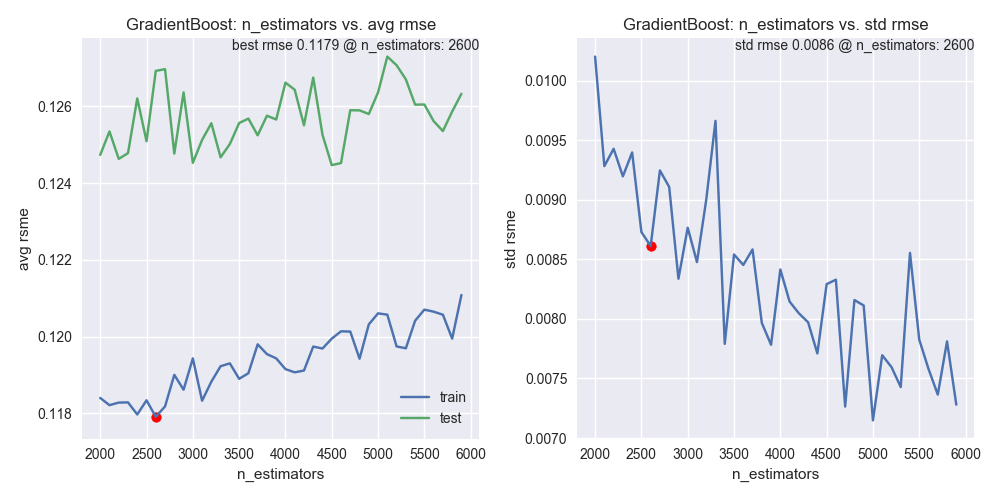 GradientBoost: n_estimators vs. avg rmse
best rmse 0.1179 @ n_estimators: 2600
avg rsme
0.126
0.124
0.122
0.120
0.118
train
test
2000 2500 3000 3500 4000 4500 5000 5500 6000
n_estimators
GradientBoost: n_estimators vs. std rmse
std rmse 0.0086 @ n_estimators: 2600
std rsme
0.0100
0.0095
0.0090
0.0085
0.0080
0.0075
0.0070
2000 2500 3000 3500 4000 4500 5000 5500 6000
n_estimators